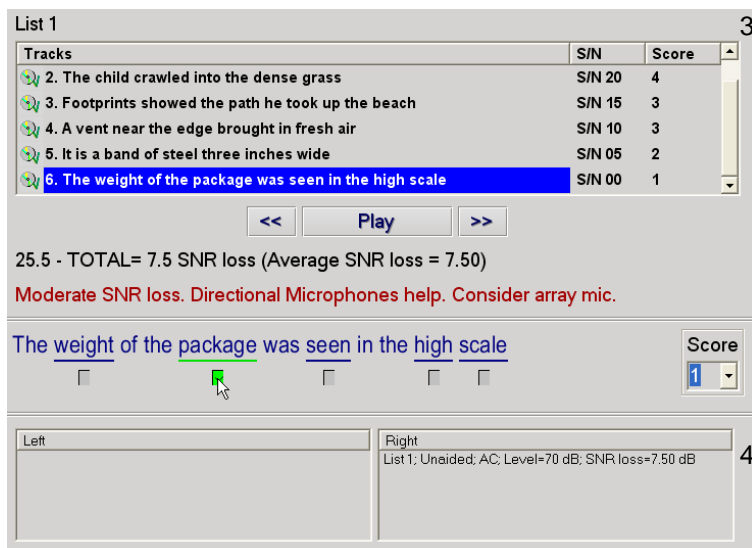 List 1
3
Tracks S/N Score
2. The child crawled into the dense grass S/N 20 4
3. Footprints showed the path he took up the beach S/N 15 3
4. A vent near the edge brought in fresh air S/N 10 3
5. It is a band of steel three inches wide S/N 05 2
6. The weight of the package was seen in the high scale S/N 00 1
<< Play >>
25.5 - TOTAL= 7.5 SNR loss (Average SNR loss = 7.50)
Moderate SNR loss. Directional Microphones help. Consider array mic.
The weight of the package was seen in the high scale
Score
1
Left Right
List 1; Unaided; AC; Level=70 dB; SNR loss=7.50 dB
4